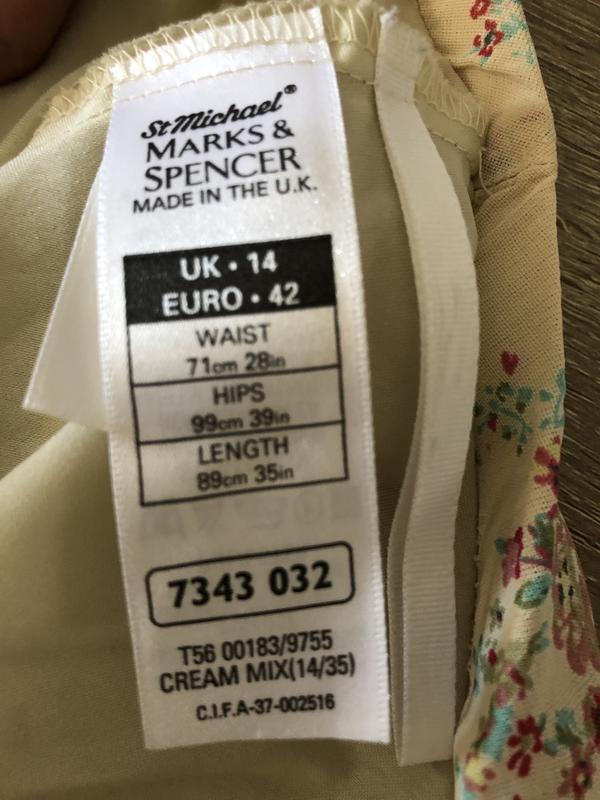 St Michael®
MARKS &
SPENCER
MADE IN THE U.K.
UK • 14
EURO • 42
WAIST
71cm 28in
HIPS
99cm 39in
LENGTH
89cm 35in
7343 032
T56 00183/9755
CREAM MIX(14/35)
C.I.F.A-37-002516